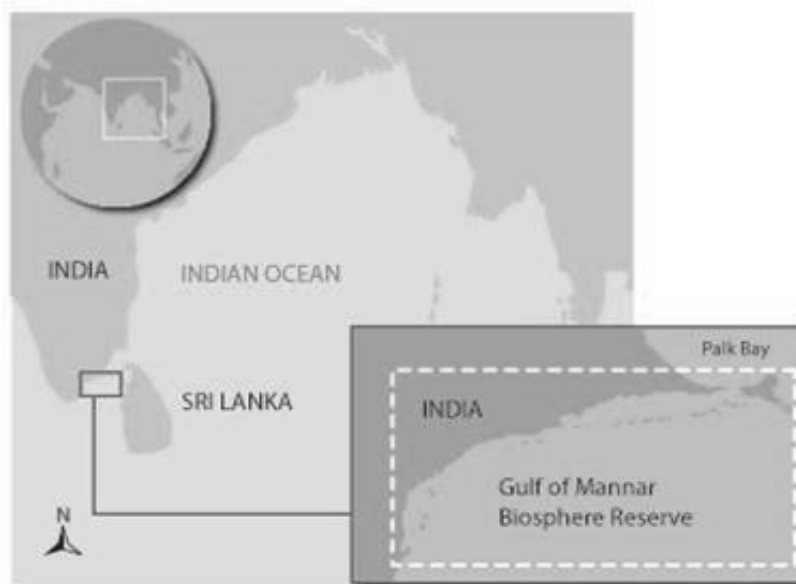 INDIA
INDIAN OCEAN
SRI LANKA
N
Palk Bay
INDIA
Gulf of Mannar
Biosphere Reserve